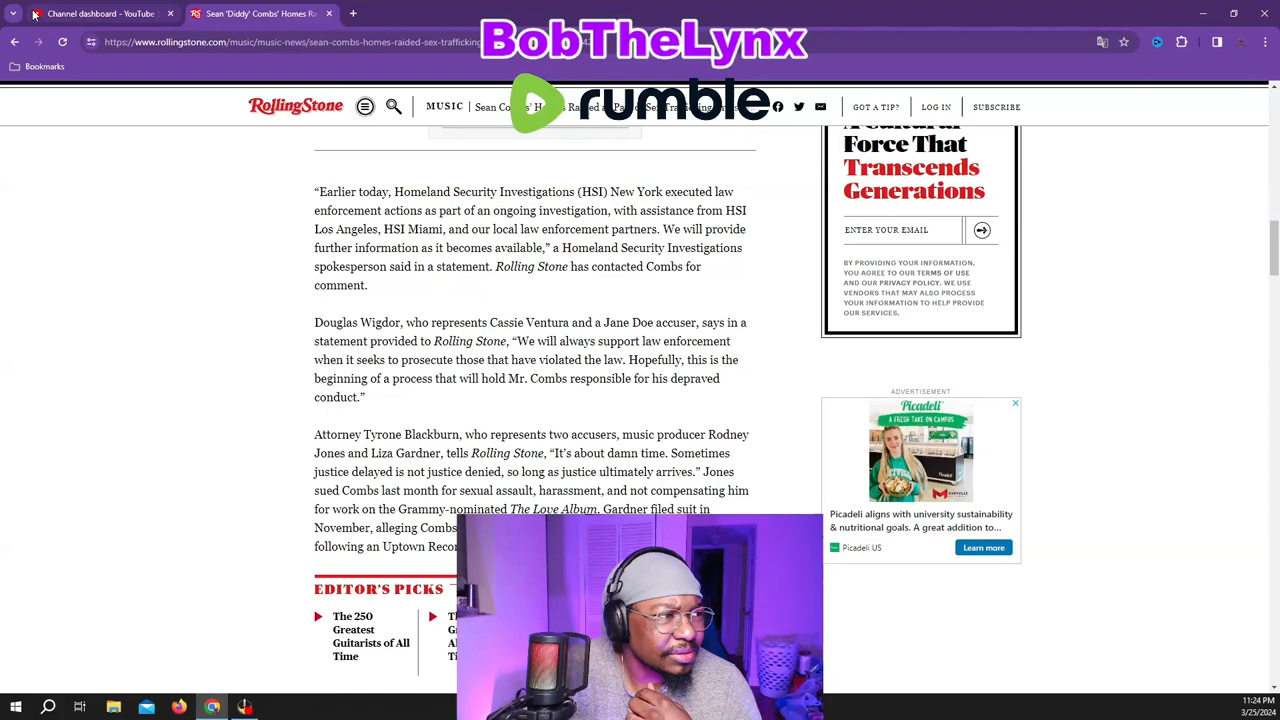 Channel dashboard - YouTube S
Sean 'Diddy' Combs' Homes Rai
BobTheLynx
https://www.rollingstone.com/music/music-news/sean-combs-homes-raided-sex-trafficking
Bookmarks
rumble
RollingStone
MUSIC
Sean Co
GOT A TIP?
LOG IN
SUBSCRIBE
A Cultural
Force That
Transcends
Generations
ENTER YOUR EMAIL
BY PROVIDING YOUR INFORMATION,
YOU AGREE TO OUR TERMS OF USE
AND OUR PRIVACY POLICY. WE USE
VENDORS THAT MAY ALSO PROCESS
YOUR INFORMATION TO HELP PROVIDE
OUR SERVICES.
“Earlier today, Homeland Security Investigations (HSI) New York executed law
enforcement actions as part of an ongoing investigation, with assistance from HSI
Los Angeles, HSI Miami, and our local law enforcement partners. We will provide
further information as it becomes available,” a Homeland Security Investigations
spokesperson said in a statement. Rolling Stone has contacted Combs for
comment.
Douglas Wigdor, who represents Cassie Ventura and a Jane Doe accuser, says in a
statement provided to Rolling Stone, “We will always support law enforcement
when it seeks to prosecute those that have violated the law. Hopefully, this is the
beginning of a process that will hold Mr. Combs responsible for his depraved
conduct.”
Attorney Tyrone Blackburn, who represents two accusers, music producer Rodney
Jones and Liza Gardner, tells Rolling Stone, “It’s about damn time. Sometimes
justice delayed is not justice denied, so long as justice ultimately arrives.” Jones
sued Combs last month for sexual assault, harassment, and not compensating him
for work on the Grammy-nominated The Love Album. Gardner filed suit in
November, alleging Combs
following an Uptown Reco
ADVERTISEMENT
Picadeli
A FRESH TAKE ON CAMPUS
Picadeli aligns with university sustainability
& nutritional goals. A great addition to...
Picadeli US
Learn more
EDITOR’S PICKS
The 250
Greatest
Guitarists of All
Time
11:24 PM
3/25/2024